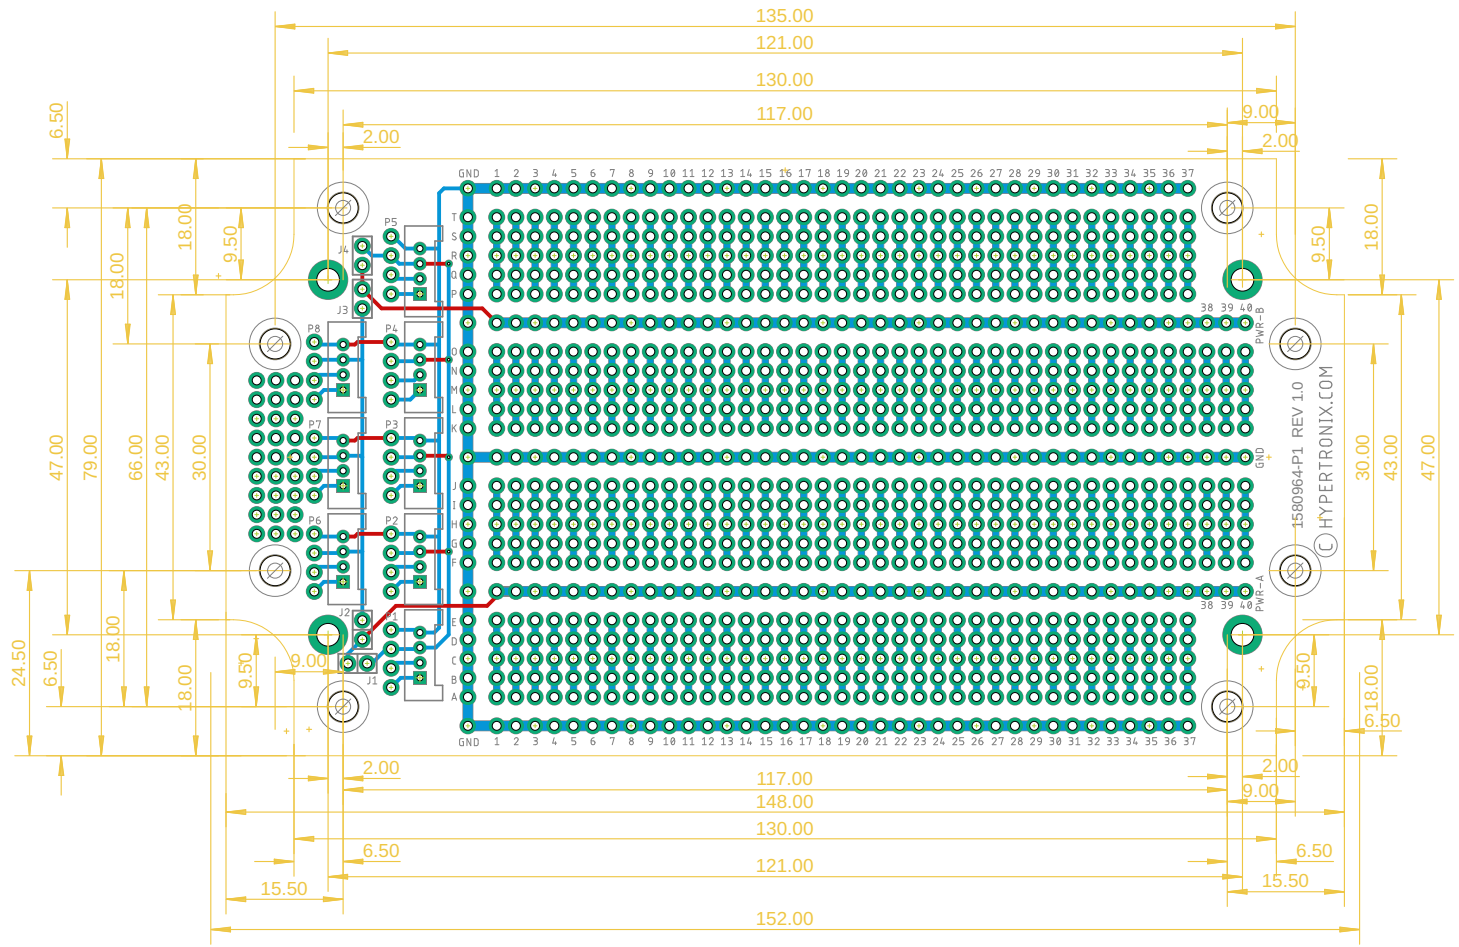 135.00
121.00
130.00
117.00
9.00
2.00
2.00
6.50
GND 1 2 3 4 5 6 7 8 9 10 11 12 13 14 15 16 17 18 19 20 21 22 23 24 25 26 27 28 29 30 31 32 33 34 35 36 37
T
S
R
Q
P
P5
J4
J3
18.00
9.50
18.00
18.00
9.50
38 39 40
PWR-B
P8
P4
O
N
M
L
K
P7
P3
GND
47.00
79.00
66.00
43.00
30.00
30.00
43.00
47.00
1580964-P1 REV 1.0
C HYPERTRONIX.COM
J
I
H
G
F
P6
P2
38 39 40
PWR-A
J2
P1
J1
E
D
C
B
A
24.50
6.50
18.00
18.00
9.50
9.00
9.50
18.00
6.50
GND 1 2 3 4 5 6 7 8 9 10 11 12 13 14 15 16 17 18 19 20 21 22 23 24 25 26 27 28 29 30 31 32 33 34 35 36 37
2.00
117.00
2.00
148.00
9.00
130.00
6.50
6.50
121.00
15.50
15.50
152.00